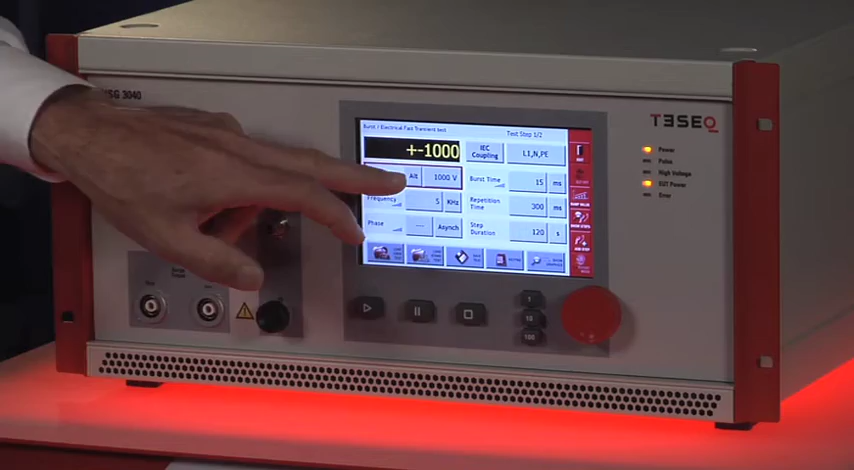 SG 3040
TESEQ
Power
Pulse
High Voltage
EUT Power
Error
Burst / Electrical Fast Transient test
Test Step 1/2
+-1000
IEC
Coupling
L1,N,PE
Alt
1000 V
Burst Time
15 ms
Frequency
5 KHz
Repetition
Time
300 ms
Phase
---
Asynch
Step
Duration
120 s
1
10
100